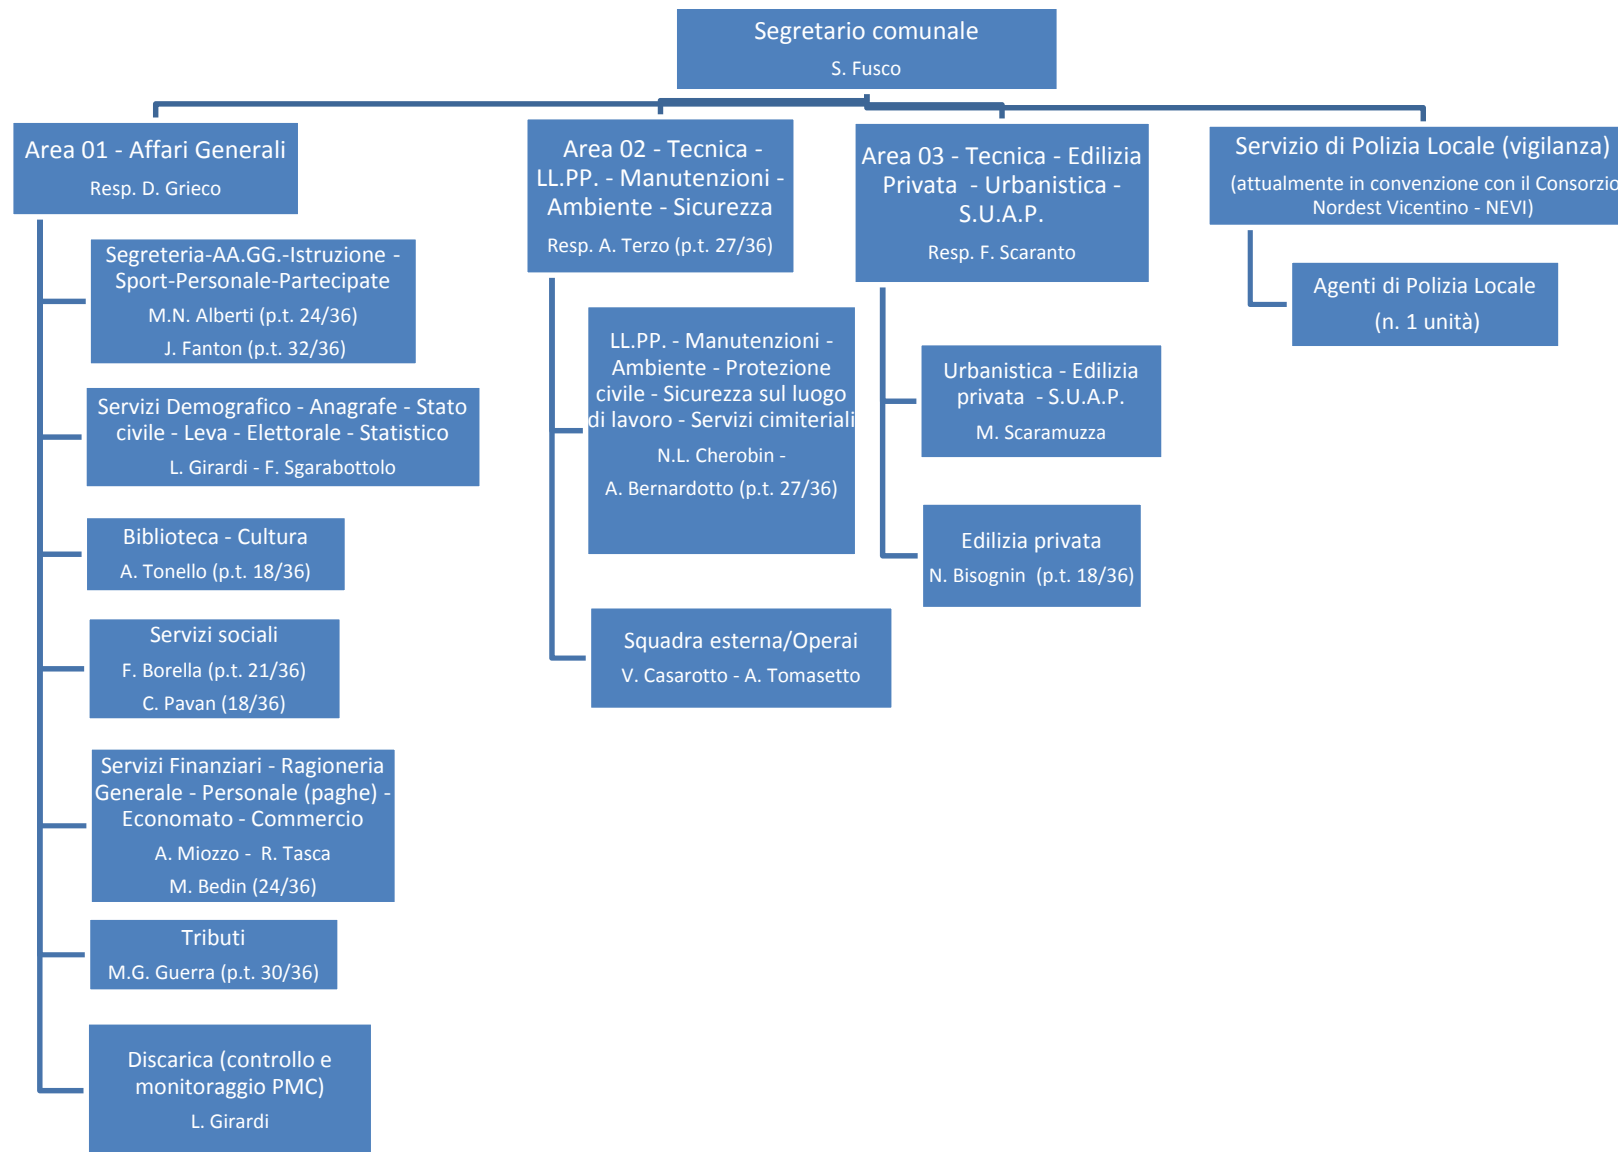 Segretario comunale
S. Fusco
Area 01 - Affari Generali
Resp. D. Grieco
Segreteria-AA.GG.-Istruzione -
Sport-Personale-Partecipate
M.N. Alberti (p.t. 24/36)
J. Fanton (p.t. 32/36)
Servizi Demografico - Anagrafe - Stato
civile - Leva - Elettorale - Statistico
L. Girardi - F. Sgarabottolo
Biblioteca - Cultura
A. Tonello (p.t. 18/36)
Servizi sociali
F. Borella (p.t. 21/36)
C. Pavan (18/36)
Servizi Finanziari - Ragioneria
Generale - Personale (paghe) -
Economato - Commercio
A. Miozzo - R. Tasca
M. Bedin (24/36)
Tributi
M.G. Guerra (p.t. 30/36)
Discarica (controllo e
monitoraggio PMC)
L. Girardi
Area 02 - Tecnica -
LL.PP. - Manutenzioni -
Ambiente - Sicurezza
Resp. A. Terzo (p.t. 27/36)
LL.PP. - Manutenzioni -
Ambiente - Protezione
civile - Sicurezza sul luogo
di lavoro - Servizi cimiteriali
N.L. Cherobin -
A. Bernardotto (p.t. 27/36)
Squadra esterna/Operai
V. Casarotto - A. Tomasetto
Area 03 - Tecnica - Edilizia
Privata - Urbanistica -
S.U.A.P.
Resp. F. Scaranto
Urbanistica - Edilizia
privata - S.U.A.P.
M. Scaramuzza
Edilizia privata
N. Bisognin (p.t. 18/36)
Servizio di Polizia Locale (vigilanza)
(attualmente in convenzione con il Consorzio
Nordest Vicentino - NEVI)
Agenti di Polizia Locale
(n. 1 unità)